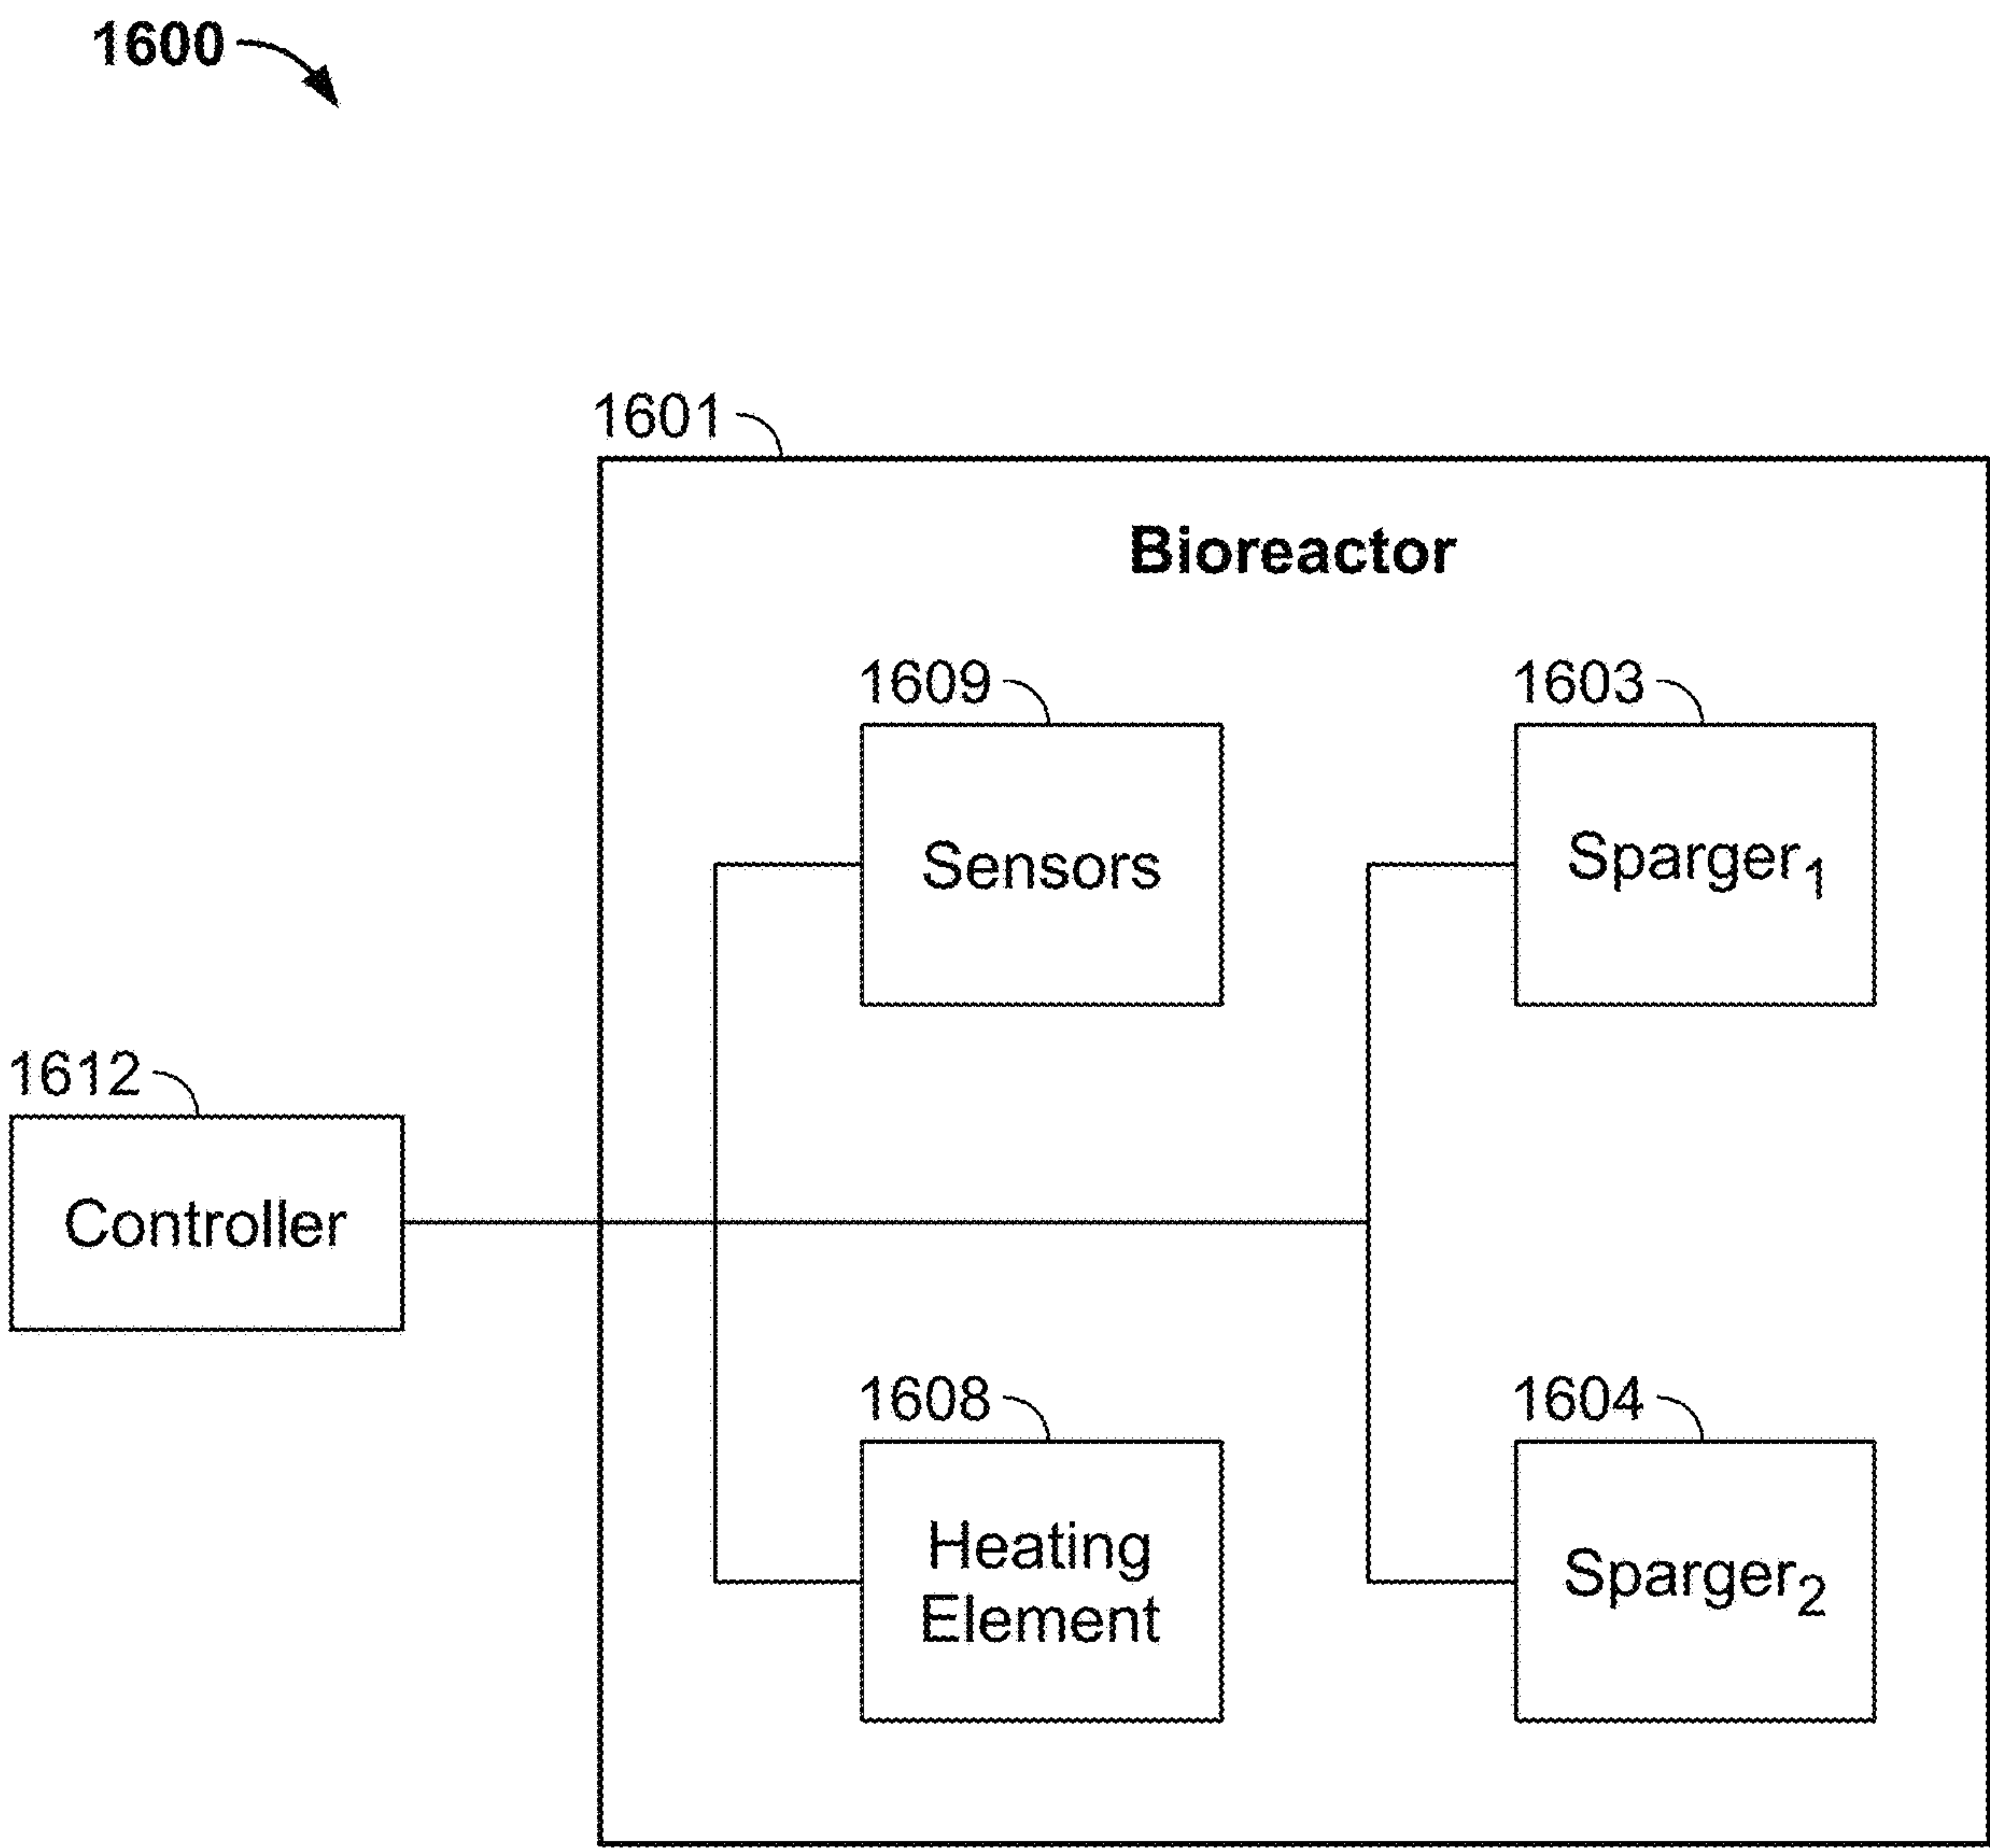 1600
1601
Bioreactor
1609
1603
Sensors
Sparger₁
1612
Controller
1608
1604
Heating
Element
Sparger₂